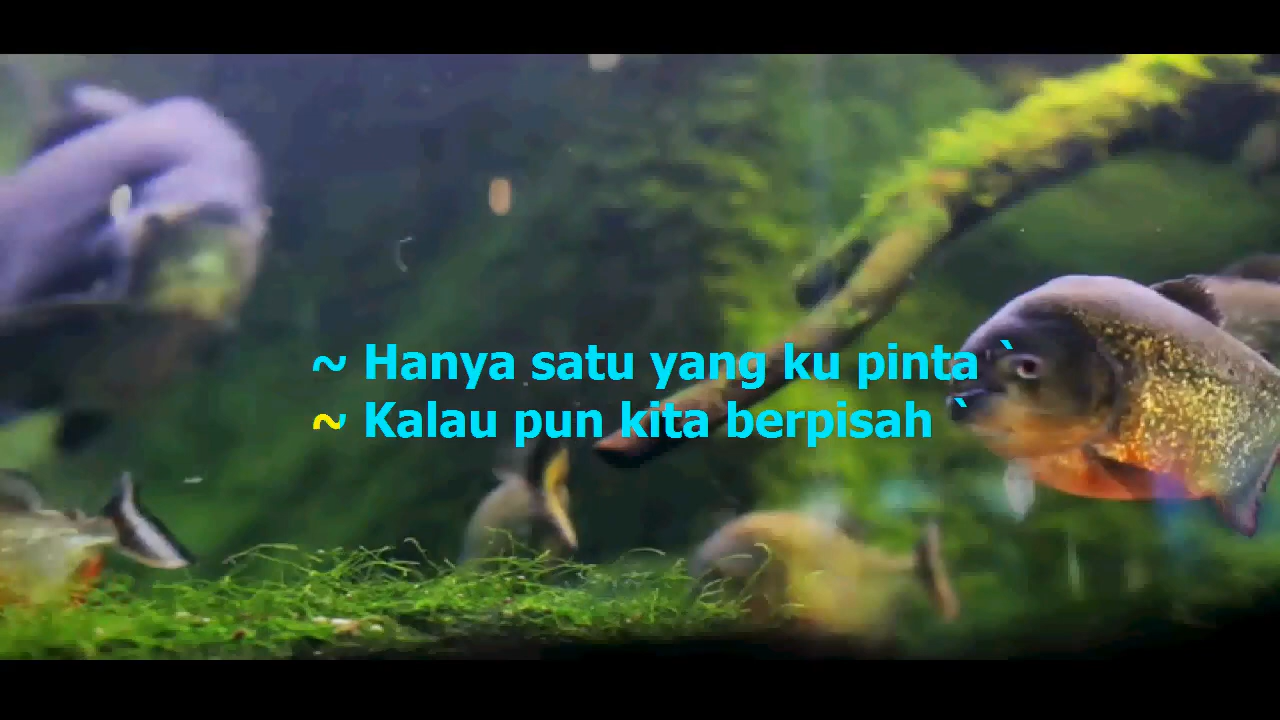 ~ Hanya satu yang ku pinta `
~ Kalau pun kita berpisah `